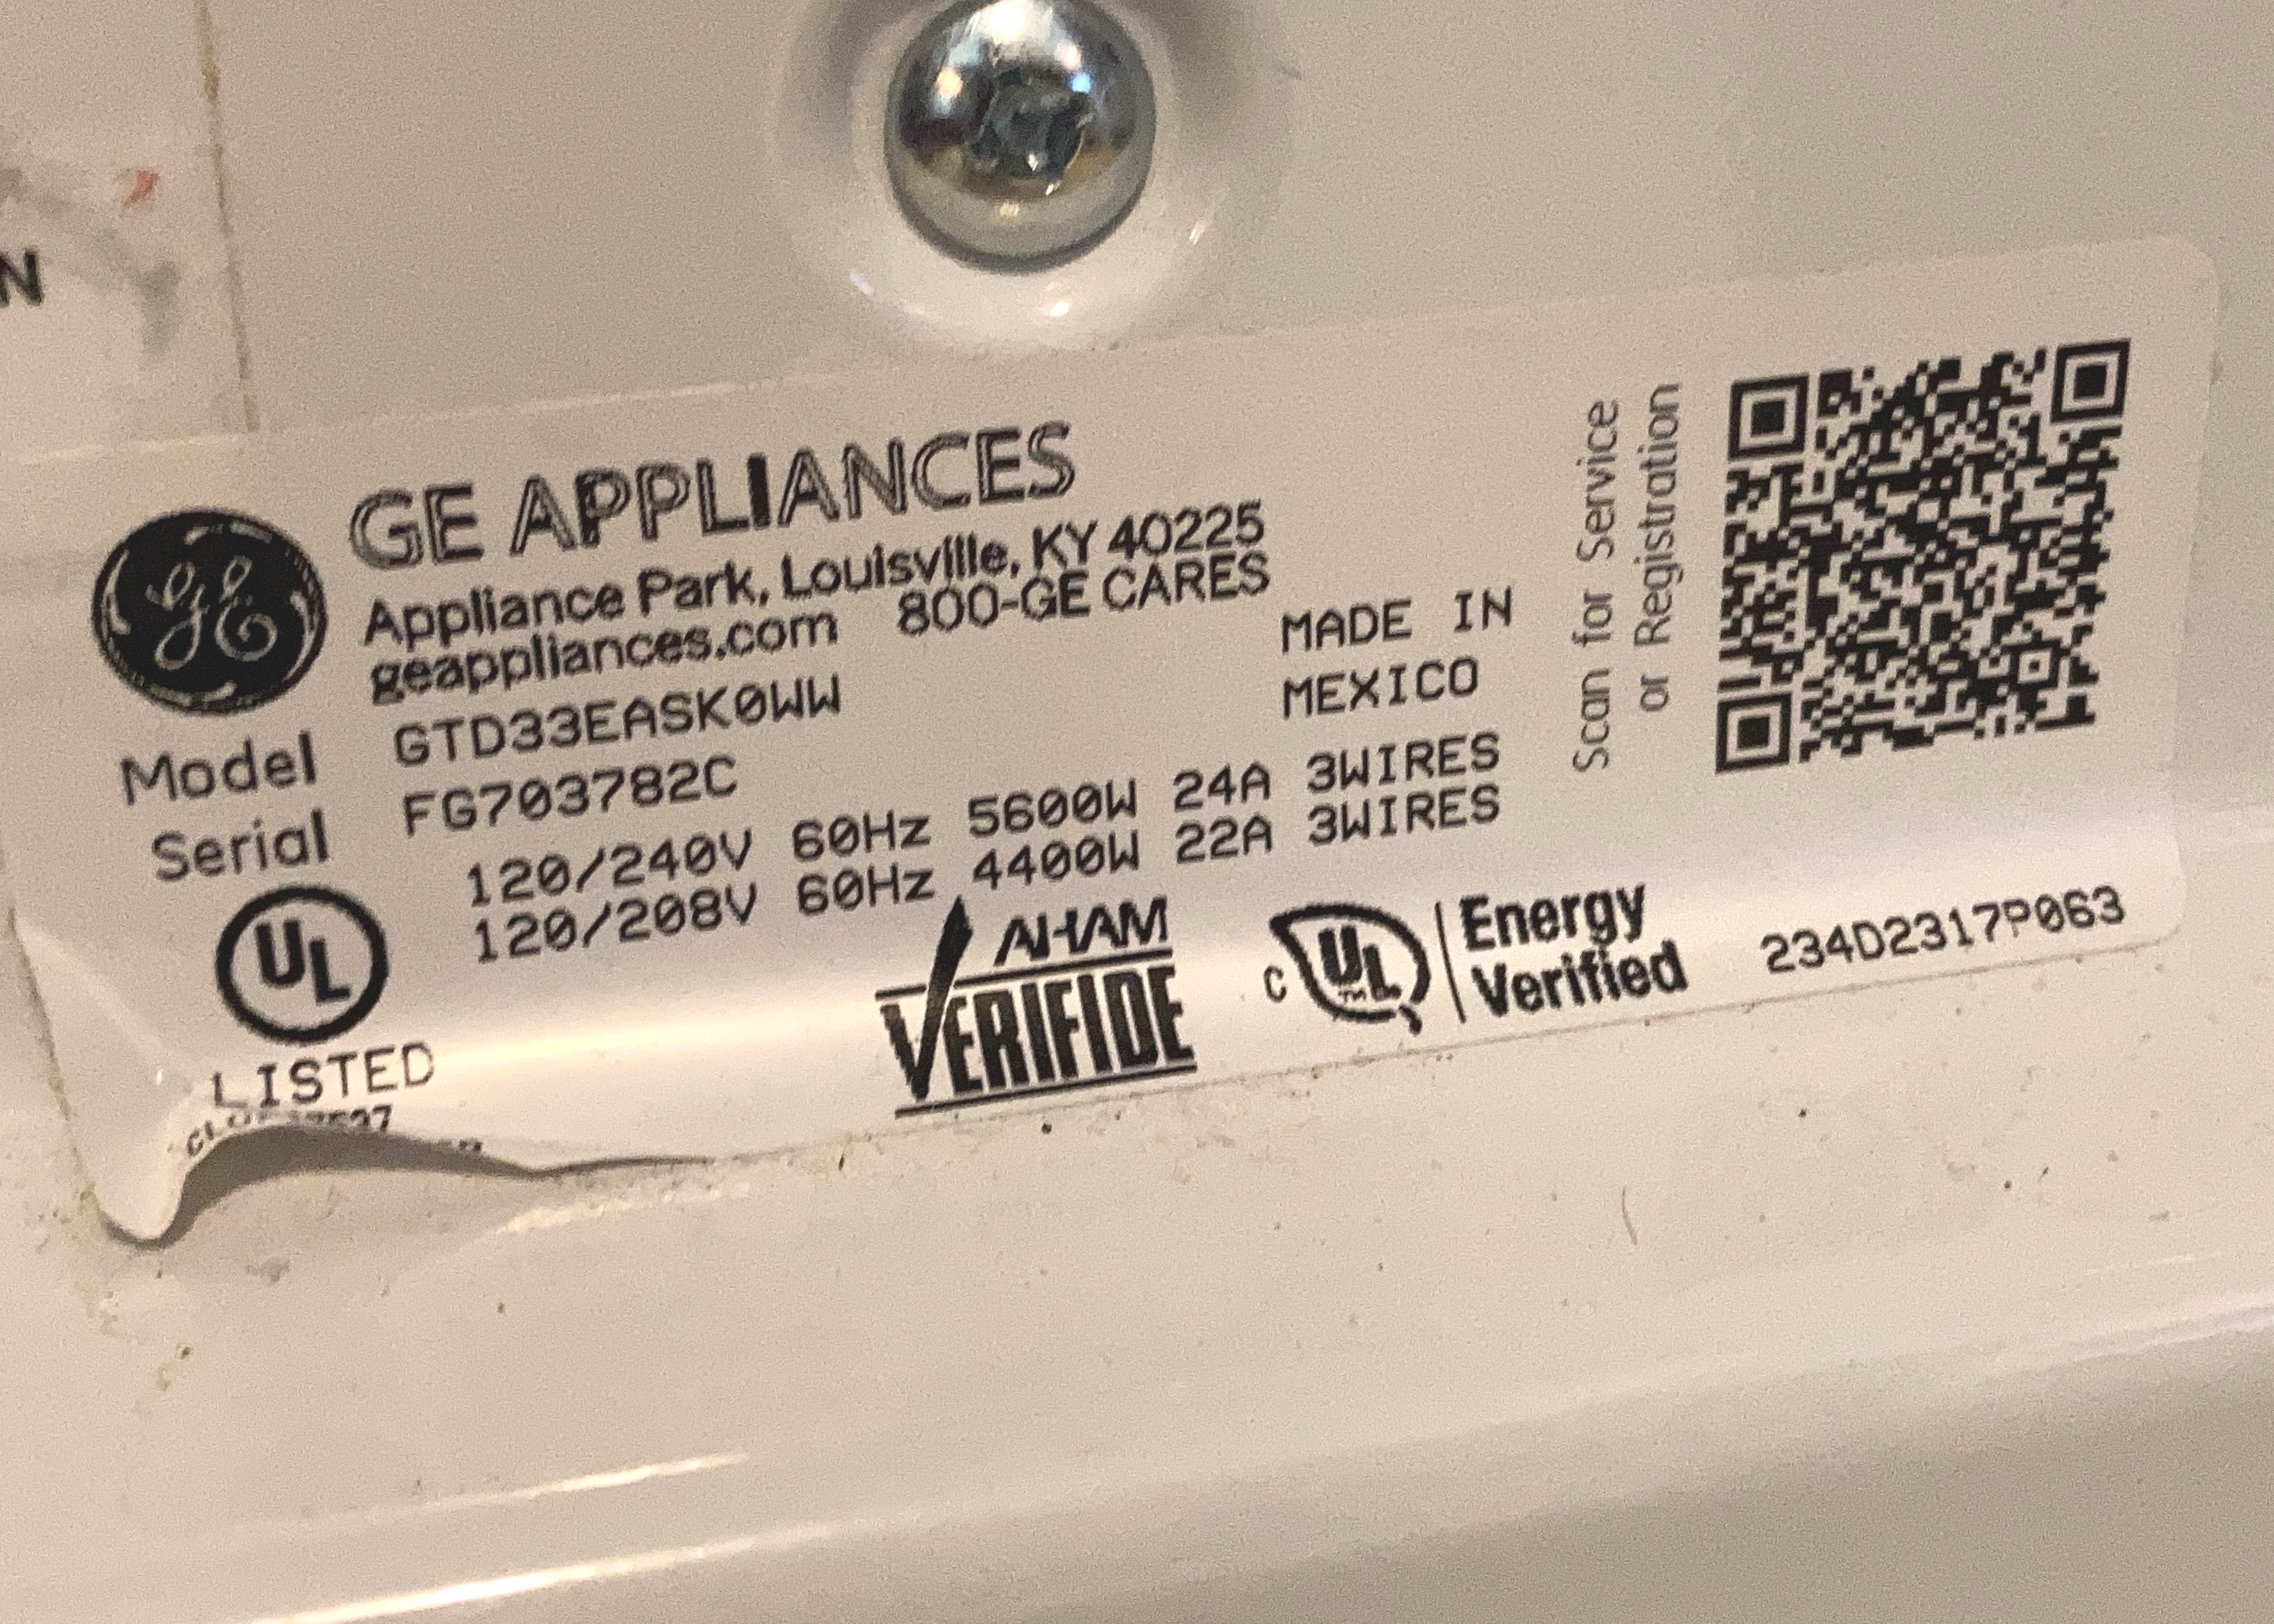 N
GE
GE APPLIANCES
Appliance Park, Louisville, KY 40225
geappliances.com 800-GE CARES
MADE IN
MEXICO
Model GTD33EASK0WW
Serial FG703782C
120/240V 60Hz 5600W 24A 3WIRES
120/208V 60Hz 4400W 22A 3WIRES
UL
LISTED
AHAM
VERIFIDE
C UL TM
Energy
Verified
234D2317P063
Scan for Service
or Registration